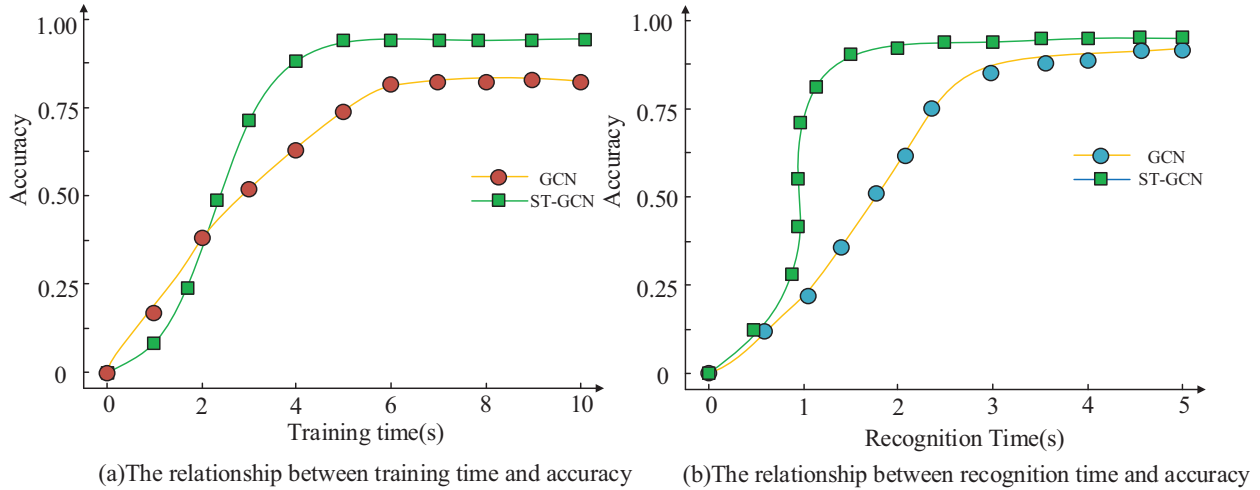 1.00
0.75
0.50
0.25
0
Accuracy
GCN
ST-GCN
0 2 4 6 8 10
Training time(s)
(a)The relationship between training time and accuracy
1.00
0.75
0.50
0.25
0
Accuracy
GCN
ST-GCN
0 1 2 3 4 5
Recognition Time(s)
(b)The relationship between recognition time and accuracy